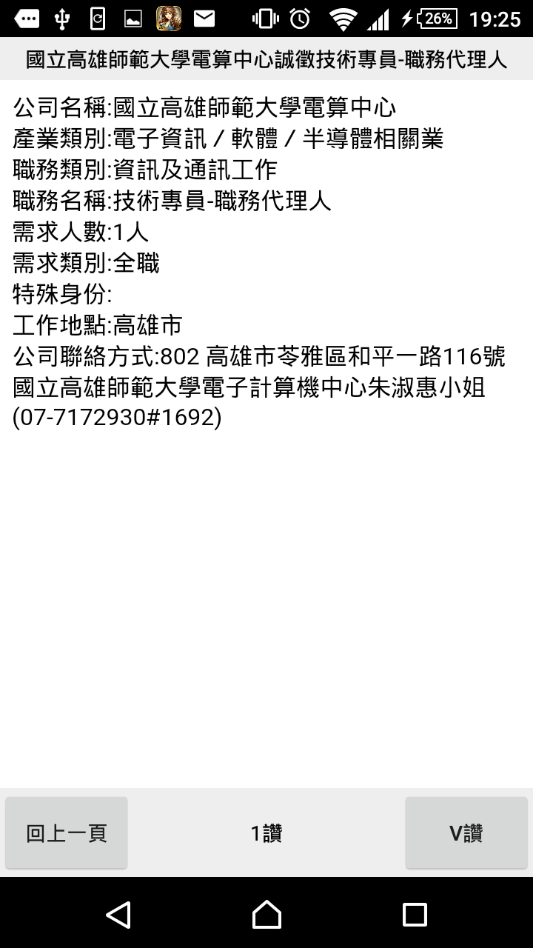 26%
19:25
國立高雄師範大學電算中心誠徵技術專員-職務代理人
公司名稱:國立高雄師範大學電算中心
產業類別:電子資訊 / 軟體 / 半導體相關業
職務類別:資訊及通訊工作
職務名稱:技術專員-職務代理人
需求人數:1人
需求類別:全職
特殊身份:
工作地點:高雄市
公司聯絡方式:802 高雄市苓雅區和平一路116號
國立高雄師範大學電子計算機中心朱淑惠小姐
(07-7172930#1692)
回上一頁
1讚
V讚